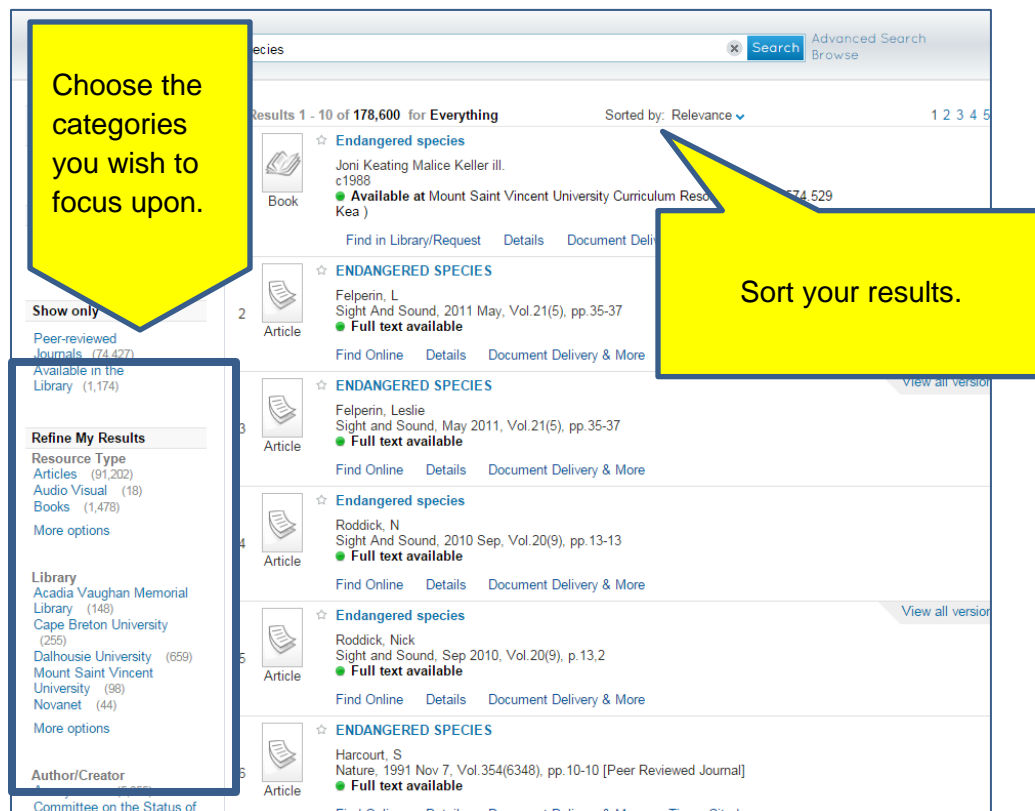 Choose the
categories
you wish to
focus upon.
ecies
Search
Advanced Search
Browse
Results 1 - 10 of 178,600 for Everything
Sorted by: Relevance
1 2 3 4 5
Sort your results.
Book
Endangered species
Joni Keating Malice Keller ill.
c1988
Available at Mount Saint Vincent University Curriculum 574.529
Kea )
Find in Library/Request Details Document
2
Article
ENDANGERED SPECIES
Felperin, L
Sight And Sound, 2011 May, Vol.21(5), pp.35-37
Full text available
Find Online Details Document Delivery & More
3
Article
ENDANGERED SPECIES
View all version
Felperin, Leslie
Sight and Sound, May 2011, Vol.21(5), pp.35-37
Full text available
Find Online Details Document Delivery & More
4
Article
Endangered species
Roddick, N
Sight And Sound, 2010 Sep, Vol.20(9), pp.13-13
Full text available
Find Online Details Document Delivery & More
5
Article
Endangered species
View all version
Roddick, Nick
Sight and Sound, Sep 2010, Vol.20(9), p.13,2
Full text available
Find Online Details Document Delivery & More
6
Article
ENDANGERED SPECIES
Harcourt, S
Nature, 1991 Nov 7, Vol.354(6348), pp.10-10 [Peer Reviewed Journal]
Full text available
Show only
Peer-reviewed
Journals (74,427)
Available in the
Library (1,174)
Refine My Results
Resource Type
Articles (91,202)
Audio Visual (18)
Books (1,478)
More options
Library
Acadia Vaughan Memorial
Library (148)
Cape Breton University
(255)
Dalhousie University (659)
Mount Saint Vincent
University (98)
Novanet (44)
More options
Author/Creator
Committee on the Status of